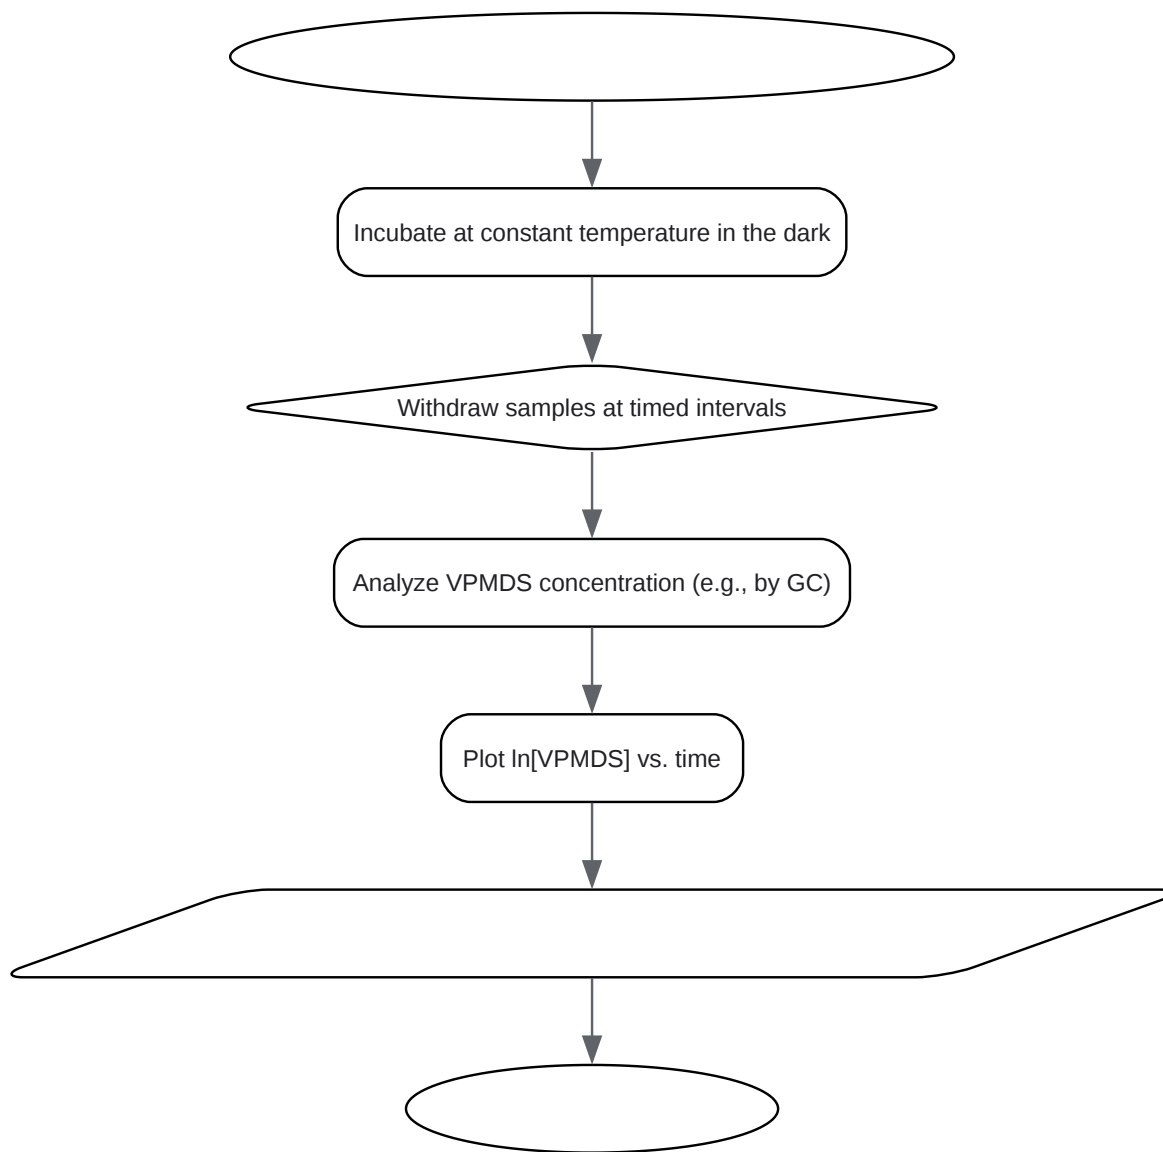 Incubate at constant temperature in the dark
Withdraw samples at timed intervals
Analyze VPMDS concentration (e.g., by GC)
Plot ln[VPMDS] vs. time